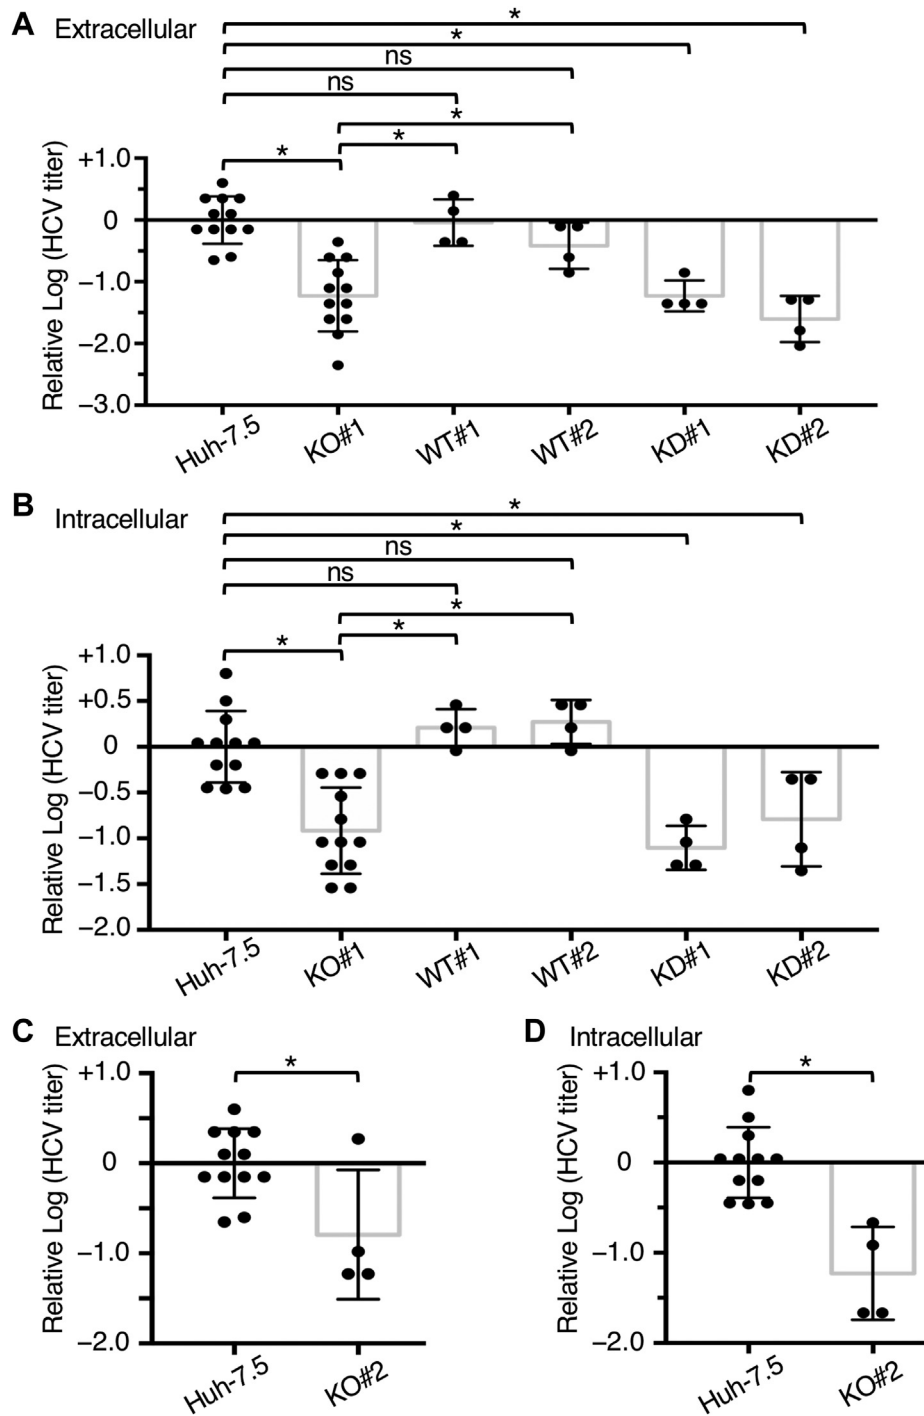 A Extracellular
*
*
ns
ns
*
*
*
Relative Log (HCV titer)
+1.0
0
−1.0
−2.0
−3.0
Huh-7.5 KO#1 WT#1 WT#2 KD#1 KD#2
B Intracellular
*
*
ns
ns
*
*
*
Relative Log (HCV titer)
+1.0
+0.5
0
−0.5
−1.0
−1.5
−2.0
Huh-7.5 KO#1 WT#1 WT#2 KD#1 KD#2
C Extracellular
*
Relative Log (HCV titer)
+1.0
0
−1.0
−2.0
Huh-7.5 KO#2
D Intracellular
*
Relative Log (HCV titer)
+1.0
0
−1.0
−2.0
Huh-7.5 KO#2